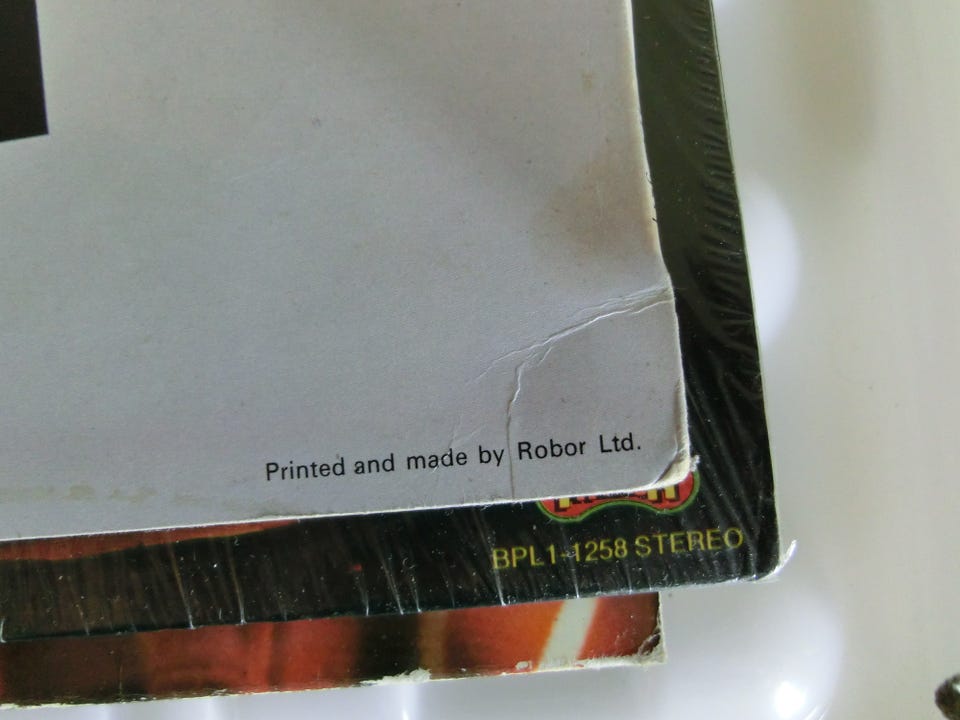 Printed and made by Robor Ltd.
BPL1-1258 STEREO